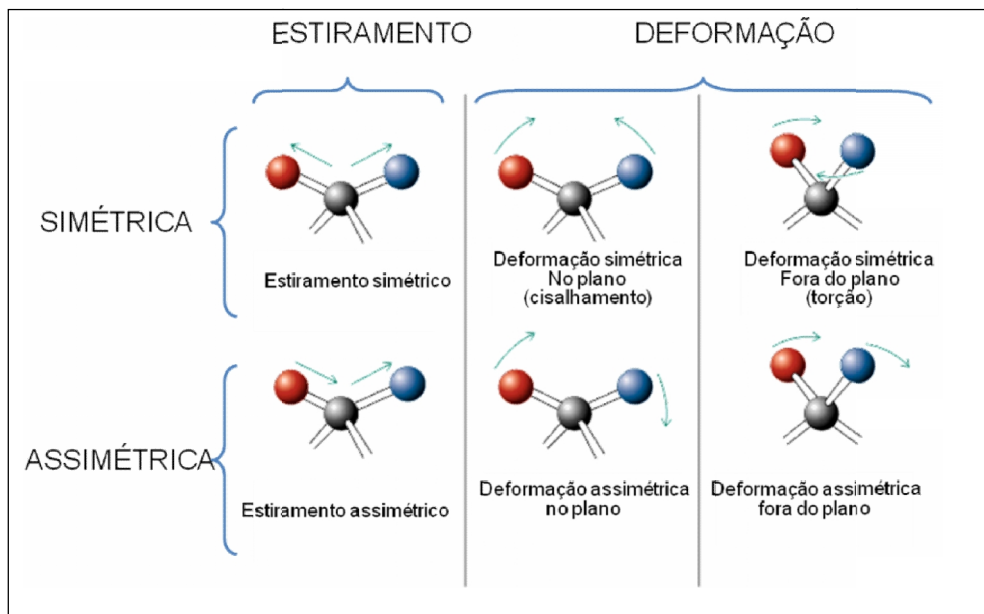 ESTIRAMENTO
DEFORMAÇÃO
SIMÉTRICA
Estiramento simétrico
Deformação simétrica
No plano
(cisalhamento)
Deformação simétrica
Fora do plano
(torção)
ASSIMÉTRICA
Estiramento assimétrico
Deformação assimétrica
no plano
Deformação assimétrica
fora do plano